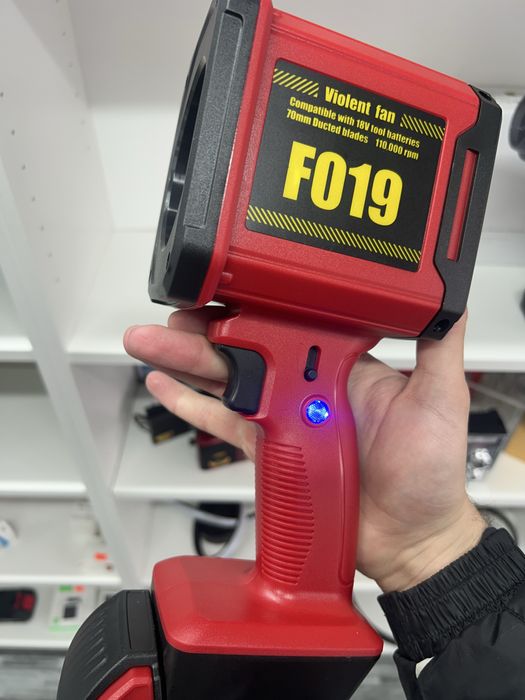 Violent fan
Compatible with 18V tool batteries
70mm Ducted blades 110.000 rpm
F019